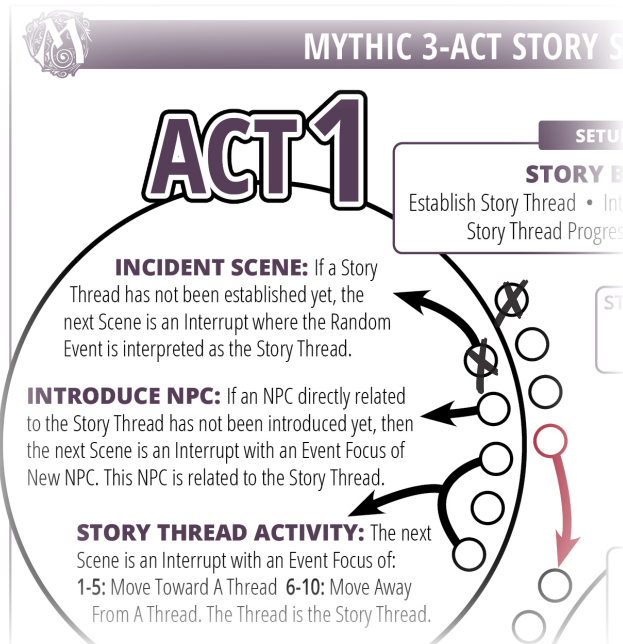 MYTHIC 3-ACT STORY
ACT 1
SETU
STORY B
Establish Story Thread • Int
Story Thread Progres
INCIDENT SCENE: If a Story
Thread has not been established yet, the
next Scene is an Interrupt where the Random
Event is interpreted as the Story Thread.
ST
INTRODUCE NPC: If an NPC directly related
to the Story Thread has not been introduced yet, then
the next Scene is an Interrupt with an Event Focus of
New NPC. This NPC is related to the Story Thread.
STORY THREAD ACTIVITY: The next
Scene is an Interrupt with an Event Focus of:
1-5: Move Toward A Thread 6-10: Move Away
From A Thread. The Thread is the Story Thread.